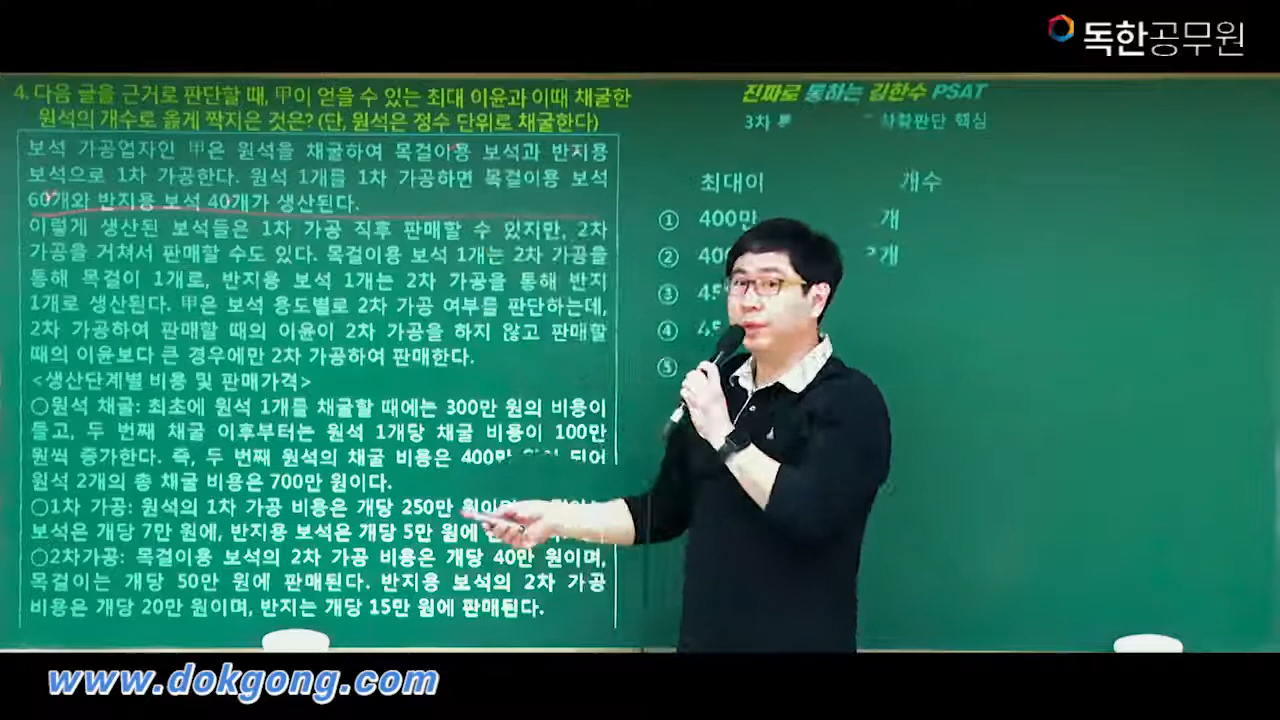 독한공무원
4. 다음 글을 근거로 판단할 때, 甲이 얻을 수 있는 최대 이윤과 이때 채굴한
원석의 개수로 옳게 짝지은 것은? (단, 원석은 정수 단위로 채굴한다)
보석 가공업자인 甲은 원석을 채굴하여 목걸이용 보석과 반지용
보석으로 1차 가공한다. 원석 1개를 1차 가공하면 목걸이용 보석
60개와 반지용 보석 40개가 생산된다.
이렇게 생산된 보석들은 1차 가공 직후 판매할 수 있지만, 2차
가공을 거쳐서 판매할 수도 있다. 목걸이용 보석 1개는 2차 가공을
통해 목걸이 1개로, 반지용 보석 1개는 2차 가공을 통해 반지
1개로 생산된다. 甲은 보석 용도별로 2차 가공 여부를 판단하는데,
2차 가공하여 판매할 때의 이윤이 2차 가공을 하지 않고 판매할
때의 이윤보다 큰 경우에만 2차 가공하여 판매한다.
<생산단계별 비용 및 판매가격>
○원석 채굴: 최초에 원석 1개를 채굴할 때에는 300만 원의 비용이
들고, 두 번째 채굴 이후부터는 원석 1개당 채굴 비용이 100만
원씩 증가한다. 즉, 두 번째 원석의 채굴 비용은 400만 되어
원석 2개의 총 채굴 비용은 700만 원이다.
○1차 가공: 원석의 1차 가공 비용은 개당 250만 원이며
보석은 개당 7만 원에, 반지용 보석은 개당 5만 원에
○2차가공: 목걸이용 보석의 2차 가공 비용은 개당 40만 원이며,
목걸이는 개당 50만 원에 판매된다. 반지용 보석의 2차 가공
비용은 개당 20만 원이며, 반지는 개당 15만 원에 판매된다.
진짜로 통하는 김한수 PSAT
3차 판단 핵심
최대이 개수
① 400만 개
② 40 개
③ 45
④ 45
⑤
www.dokgong.com